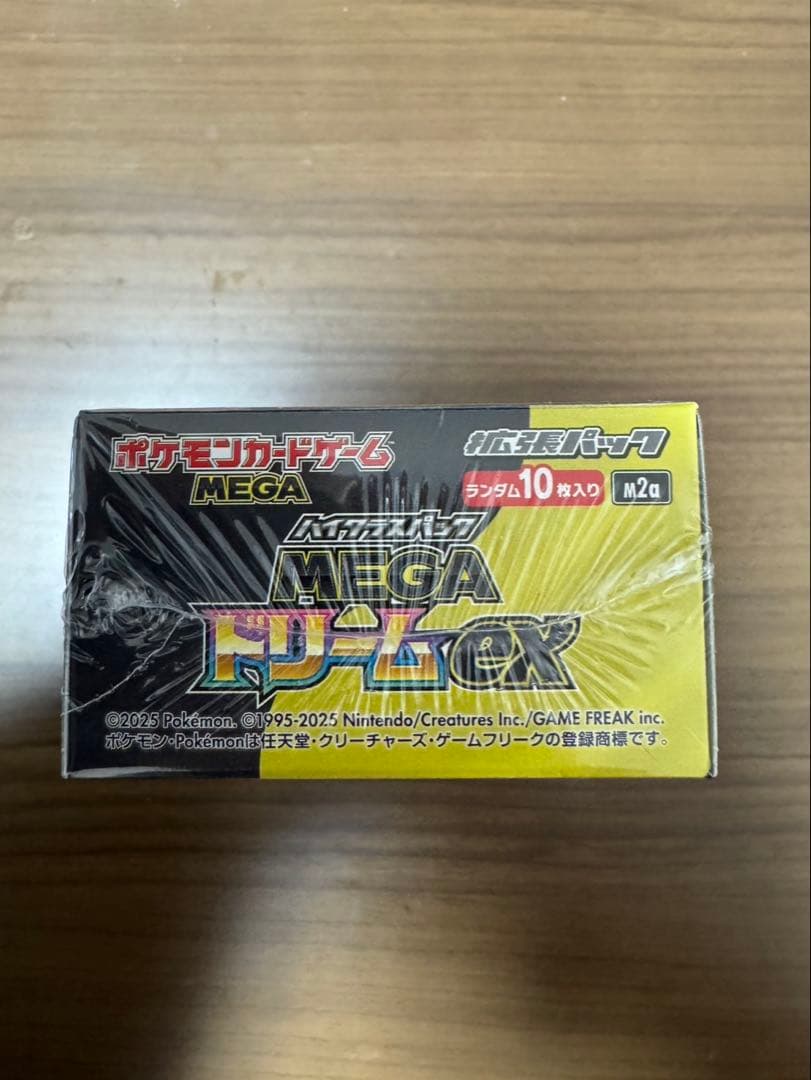 ポケモンカードゲーム
MEGA
拡張パック
ランダム10枚入り M2a
ハイクラスパック
MEGA
ドリームex
©2025 Pokémon. ©1995-2025 Nintendo/Creatures Inc./GAME FREAK inc.
ポケモン・Pokémonは任天堂・クリーチャーズ・ゲームフリークの登録商標です。